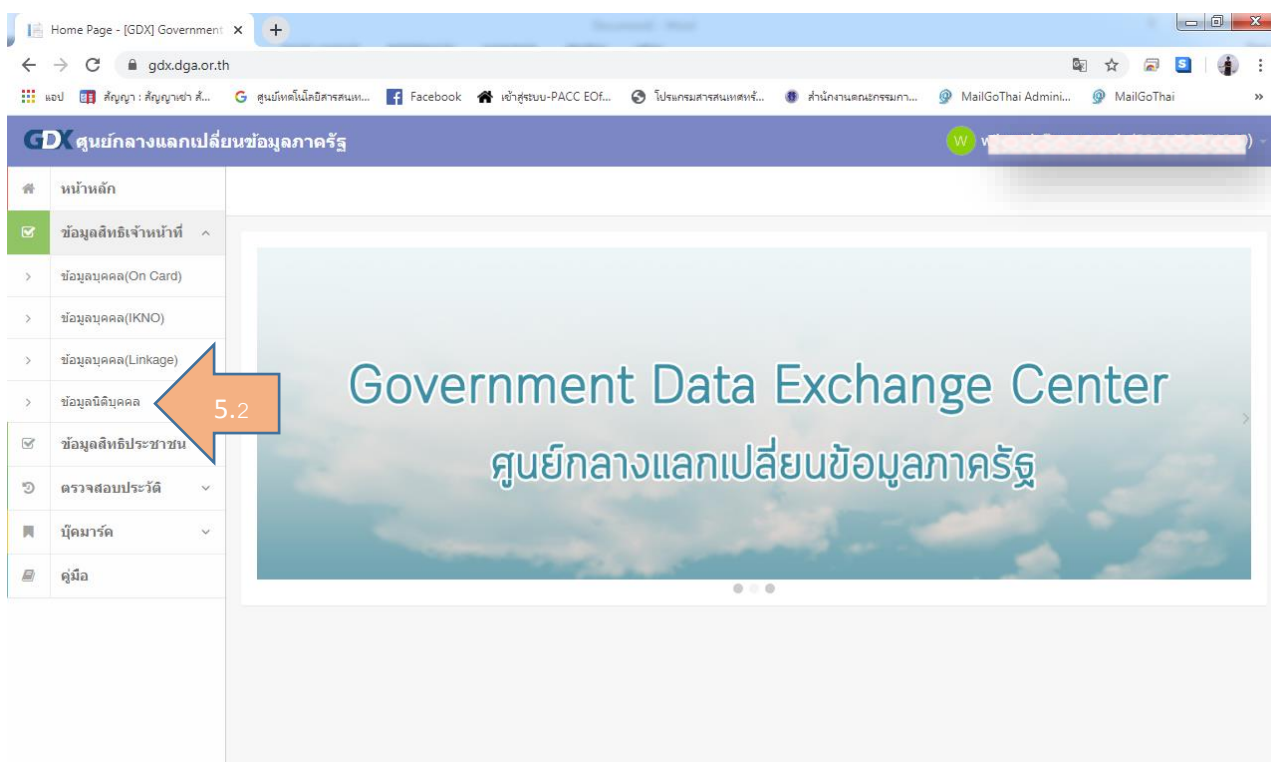 Home Page - [GDX] Government
gdx.dga.or.th
แอป สัญญา : สัญญาเช่า สั... ศูนย์เทคโนโลยีสารสนเท... Facebook เข้าสู่ระบบ-PACC EOf... โปรแกรมสารสนเทศทรั... สำนักงานคณะกรรมกา... MailGoThai Admini... MailGoThai »
GDX ศูนย์กลางแลกเปลี่ยนข้อมูลภาครัฐ W
หน้าหลัก
ข้อมูลสิทธิเจ้าหน้าที่
ข้อมูลบุคคล(On Card)
ข้อมูลบุคคล(IKNO)
ข้อมูลบุคคล(Linkage)
ข้อมูลนิติบุคคล
5.2
ข้อมูลสิทธิประชาชน
ตรวจสอบประวัติ
บุ๊คมาร์ค
คู่มือ
Government Data Exchange Center
ศูนย์กลางแลกเปลี่ยนข้อมูลภาครัฐ